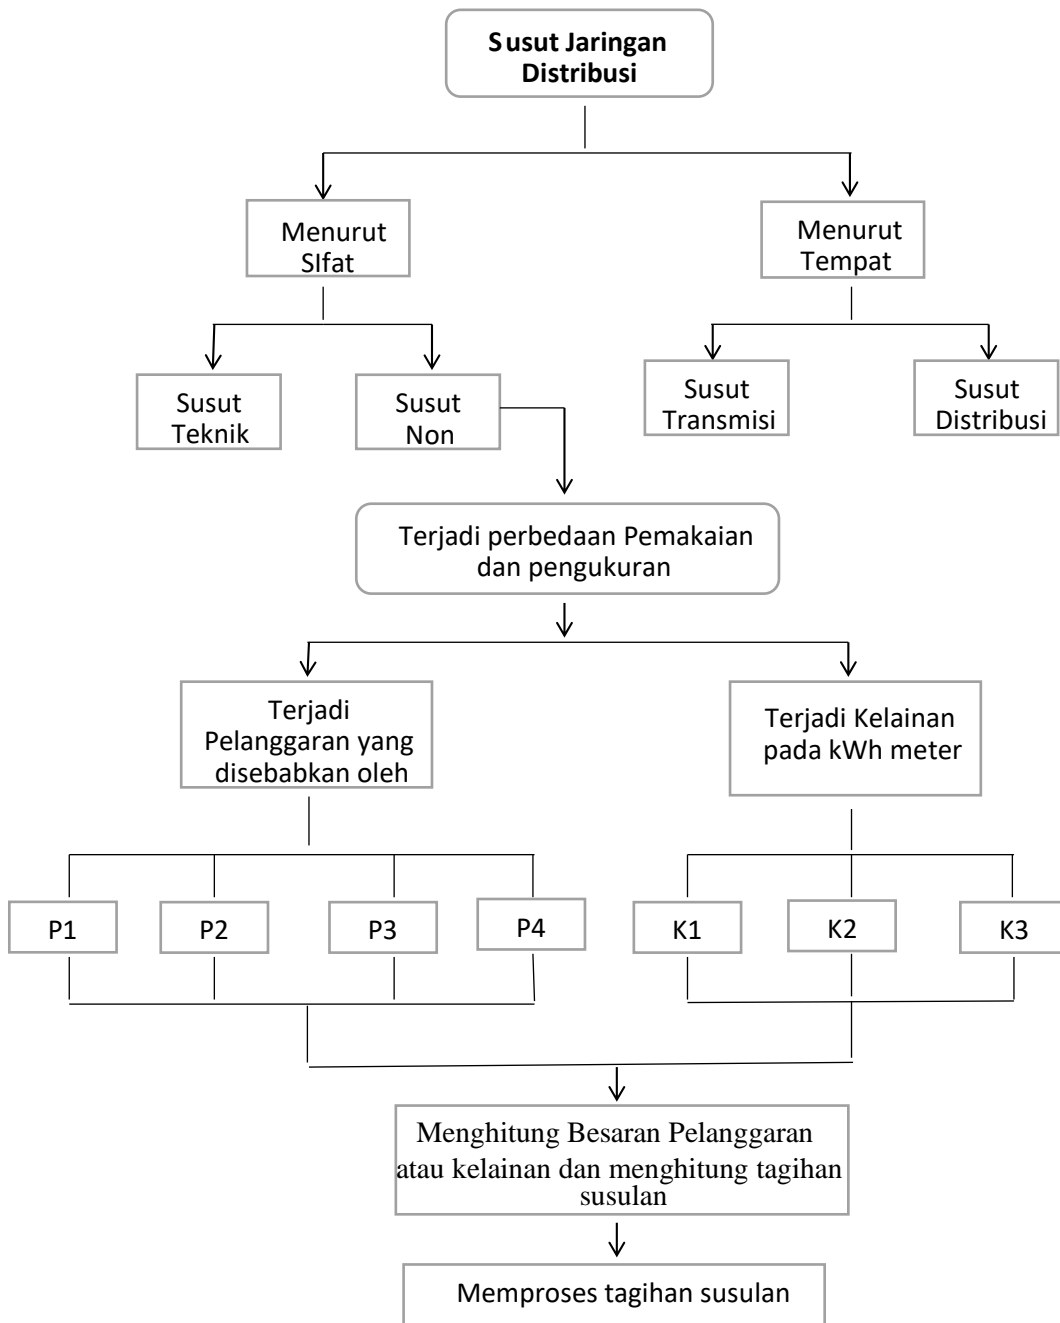 Susut Jaringan
Distribusi
Menurut
SIfat
Menurut
Tempat
Susut
Teknik
Susut
Non
Susut
Transmisi
Susut
Distribusi
Terjadi perbedaan Pemakaian
dan pengukuran
Terjadi
Pelanggaran yang
disebabkan oleh
Terjadi Kelainan
pada kWh meter
P1
P2
P3
P4
K1
K2
K3
Menghitung Besaran Pelanggaran
atau kelainan dan menghitung tagihan
susulan
Memproses tagihan susulan